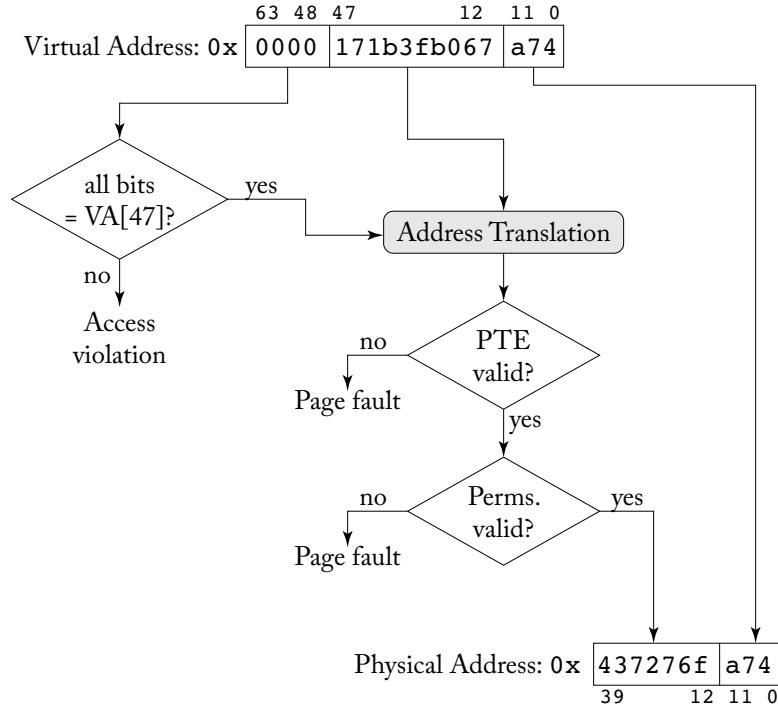 63 48 47 12 11 0
Virtual Address: 0x 0000 171b3fb067 a74
all bits
= VA[47]?
yes
Address Translation
no
Access
violation
PTE
valid?
no
Page fault
yes
Perms.
valid?
no
yes
Page fault
Physical Address: 0x 437276f a74
39 12 11 0